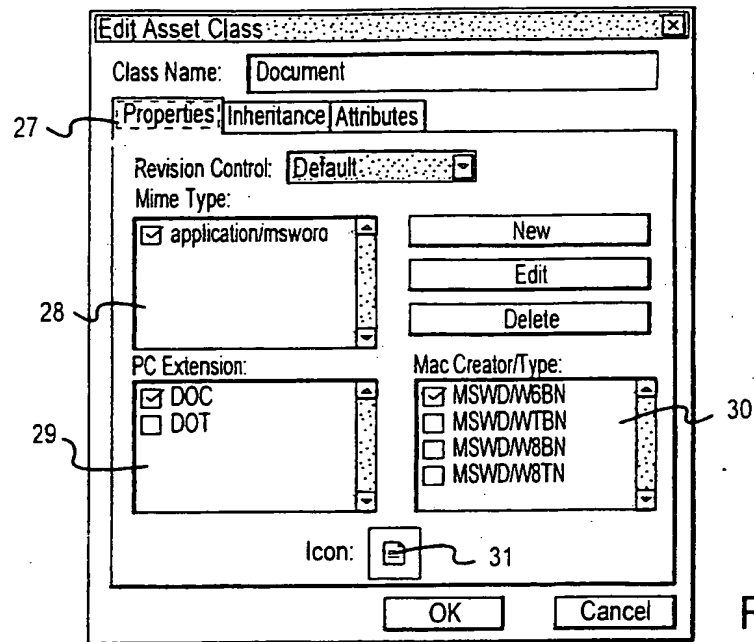 Edit Asset Class
Class Name: Document
Properties Inheritance Attributes
27
Revision Control: Default
Mime Type:
application/msword
New
Edit
Delete
28
PC Extension:
DOC
DOT
29
Mac Creator/Type:
MSWD/W6BN
MSWD/WTBN
MSWD/W8BN
MSWD/W8TN
30
Icon:
31
OK Cancel